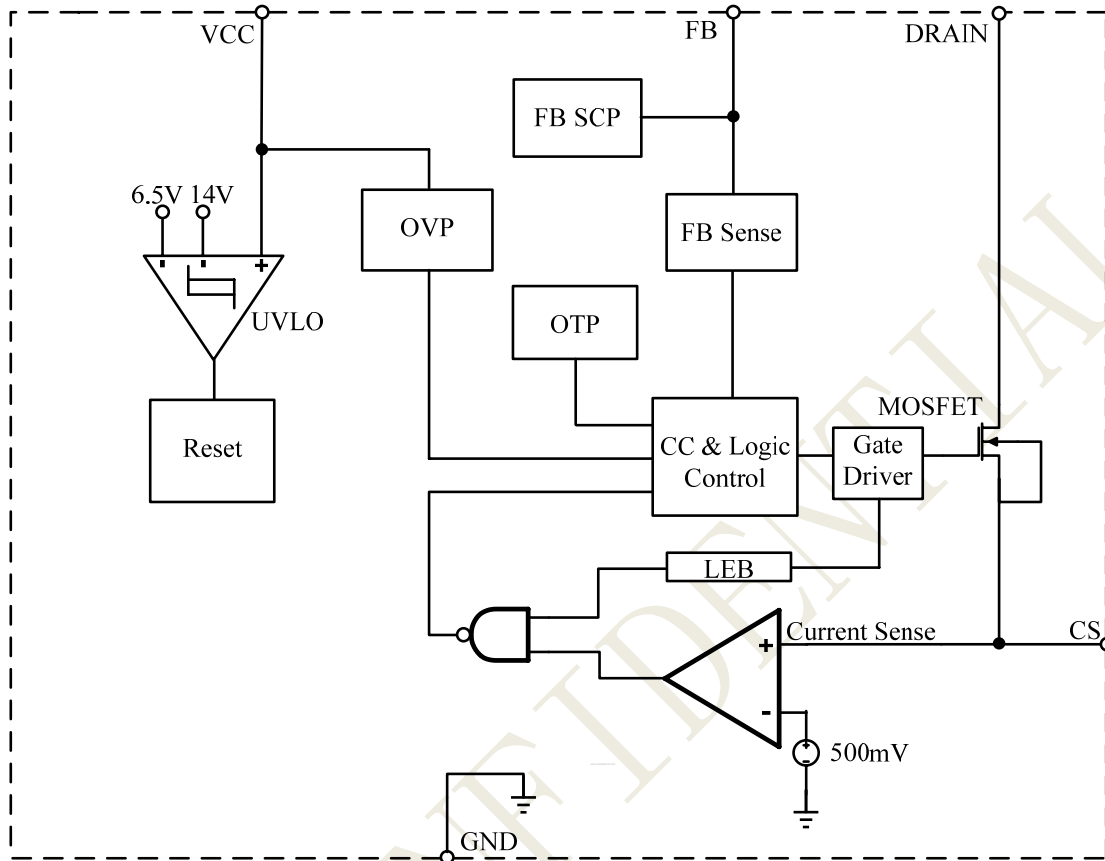 VCC
FB
DRAIN
FB SCP
6.5V 14V
OVP
FB Sense
UVLO
OTP
MOSFET
Reset
CC & Logic
Control
Gate
Driver
LEB
Current Sense
CS
+
-
500mV
GND
NFIDENTIAL